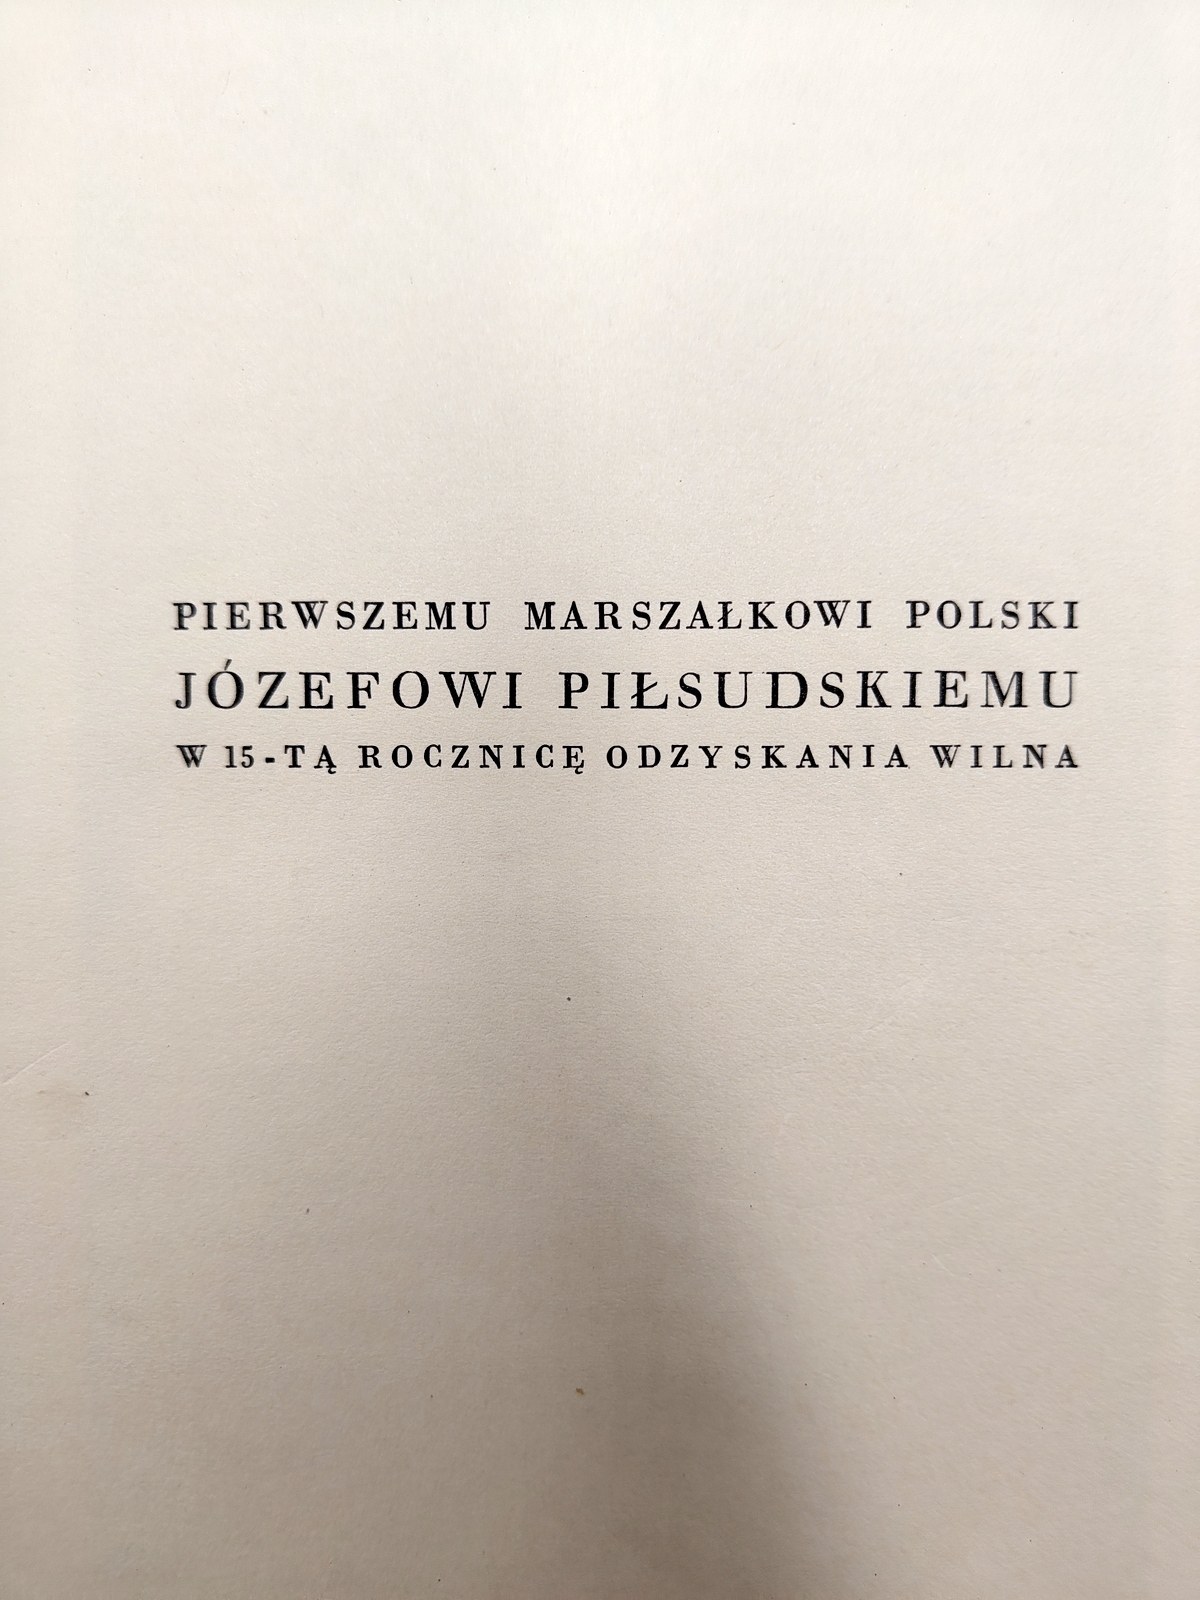 PIERWSZEMU MARSZAŁKOWI POLSKI
JÓZEFOWI PIŁSUDSKIEMU
W 15-TĄ ROCZNICĘ ODZYSKANIA WILNA